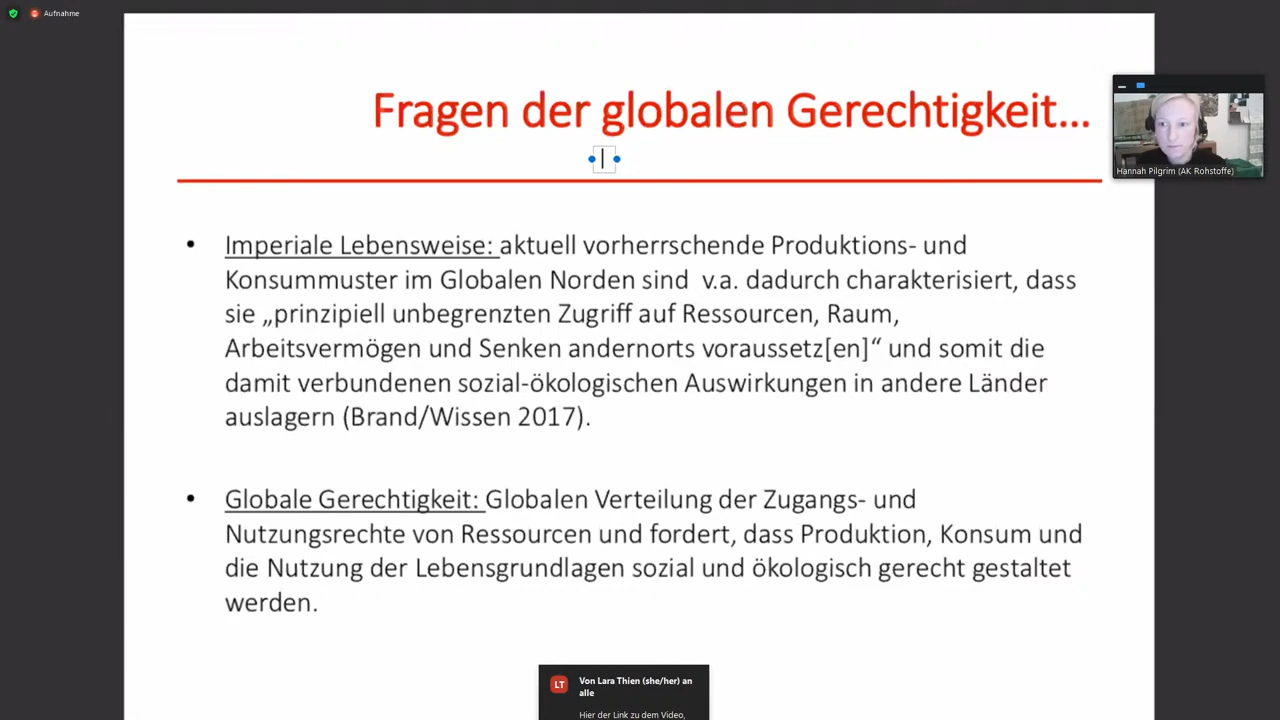 Aufnahme
Fragen der globalen Gerechtigkeit...
Hannah Pilgrim (AK Rohstoffe)
• Imperiale Lebensweise: aktuell vorherrschende Produktions- und
Konsummuster im Globalen Norden sind v.a. dadurch charakterisiert, dass
sie „prinzipiell unbegrenzten Zugriff auf Ressourcen, Raum,
Arbeitsvermögen und Senken andernorts voraussetz[en]“ und somit die
damit verbundenen sozial-ökologischen Auswirkungen in andere Länder
auslagern (Brand/Wissen 2017).
• Globale Gerechtigkeit: Globalen Verteilung der Zugangs- und
Nutzungsrechte von Ressourcen und fordert, dass Produktion, Konsum und
die Nutzung der Lebensgrundlagen sozial und ökologisch gerecht gestaltet
werden.
LT
Von Lara Thien (she/her) an
alle
Hier der Link zu dem Video,